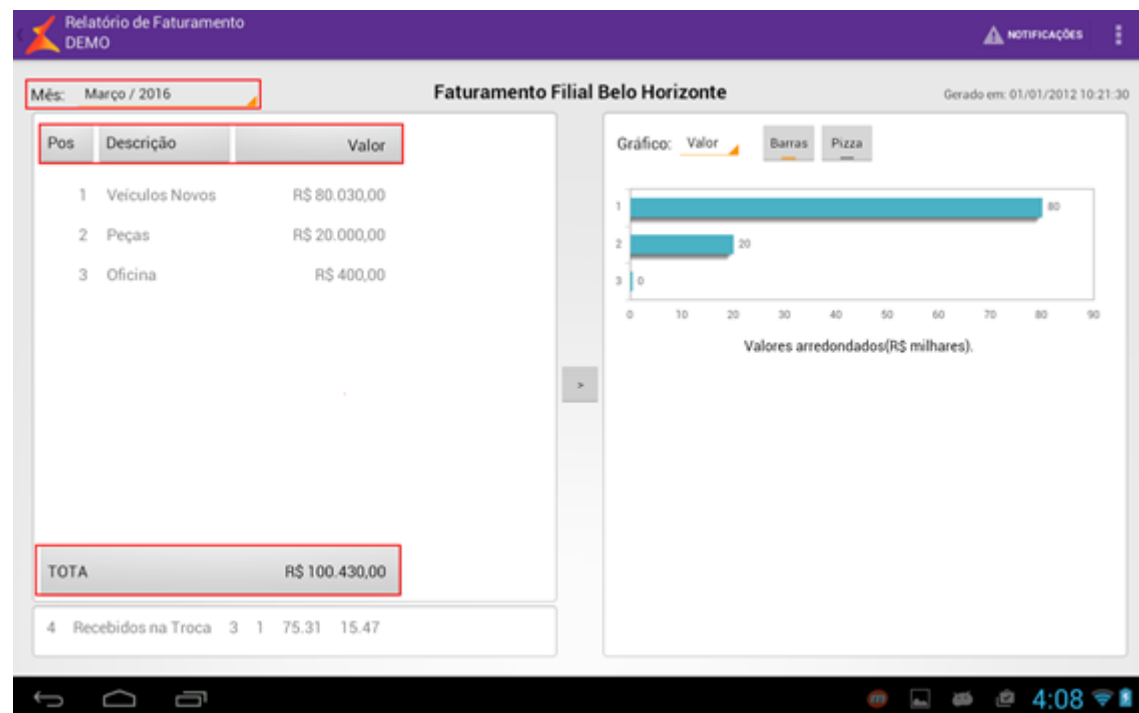 Relatório de Faturamento
DEMO
NOTIFICAÇÕES
Mês: Março / 2016
Faturamento Filial Belo Horizonte
Gerado em: 01/01/2012 10:21:30
Pos Descrição Valor
1 Veículos Novos R$ 80.030,00
2 Peças R$ 20.000,00
3 Oficina R$ 400,00
TOTA R$ 100.430,00
4 Recebidos na Troca 3 1 75.31 15.47
>
Gráfico: Valor Barras Pizza
1 80
2 20
3 0
0 10 20 30 40 50 60 70 80 90
Valores arredondados(R$ milhares).
4:08